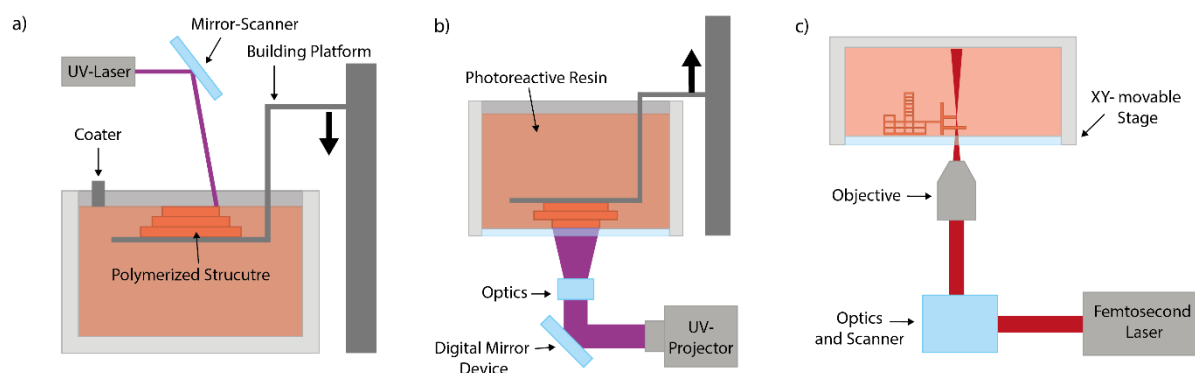 a)
Mirror-Scanner
Building Platform
UV-Laser
Coater
Polymerized Strucutre
b)
Photoreactive Resin
Optics
Digital Mirror
Device
UV-
Projector
c)
XY- movable
Stage
Objective
Optics
and Scanner
Femtosecond
Laser